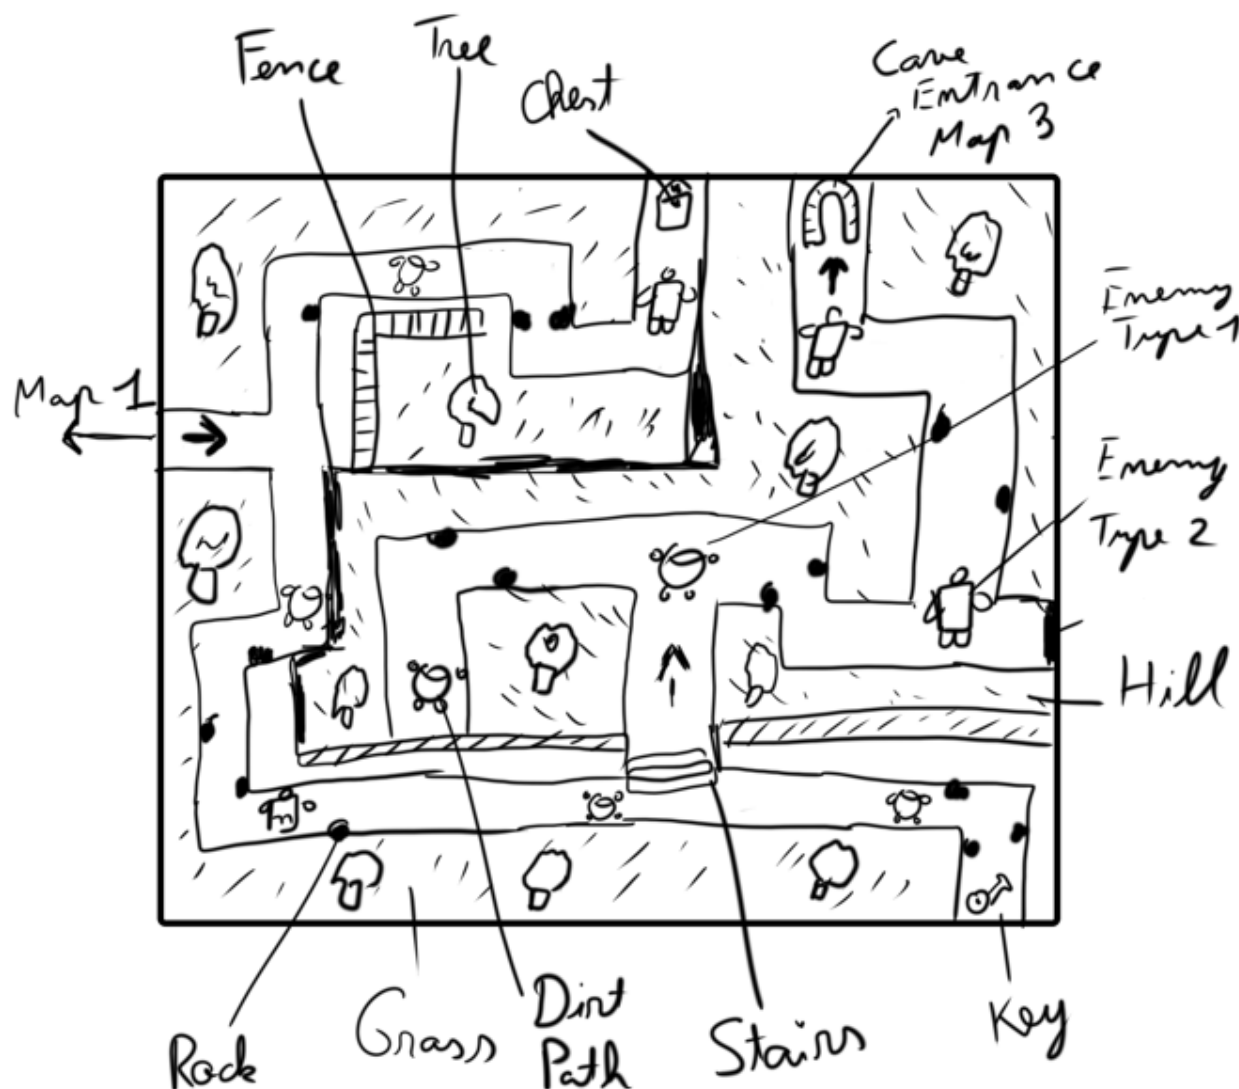 Fence
Tree
Chest
Cave
Entrance
Map 3
Enemy
Type 1
Map 1
Enemy
Type 2
Hill
Rock
Grass
Dirt
Path
Stairs
Key